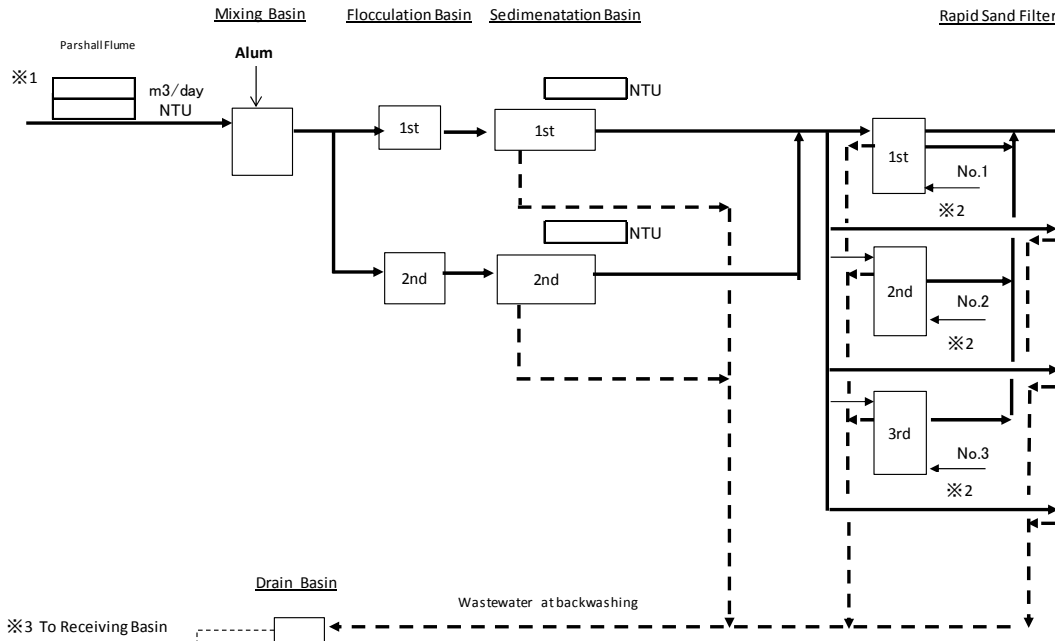 Mixing Basin
Flocculation Basin
Sedimenatation Basin
Rapid Sand Filter
Parshall Flume
Alum
※1
m3/day
NTU
NTU
1st
1st
1st
No.1
※2
NTU
2nd
2nd
2nd
No.2
※2
3rd
No.3
※2
Drain Basin
Wastewater at backwashing
※3 To Receiving Basin